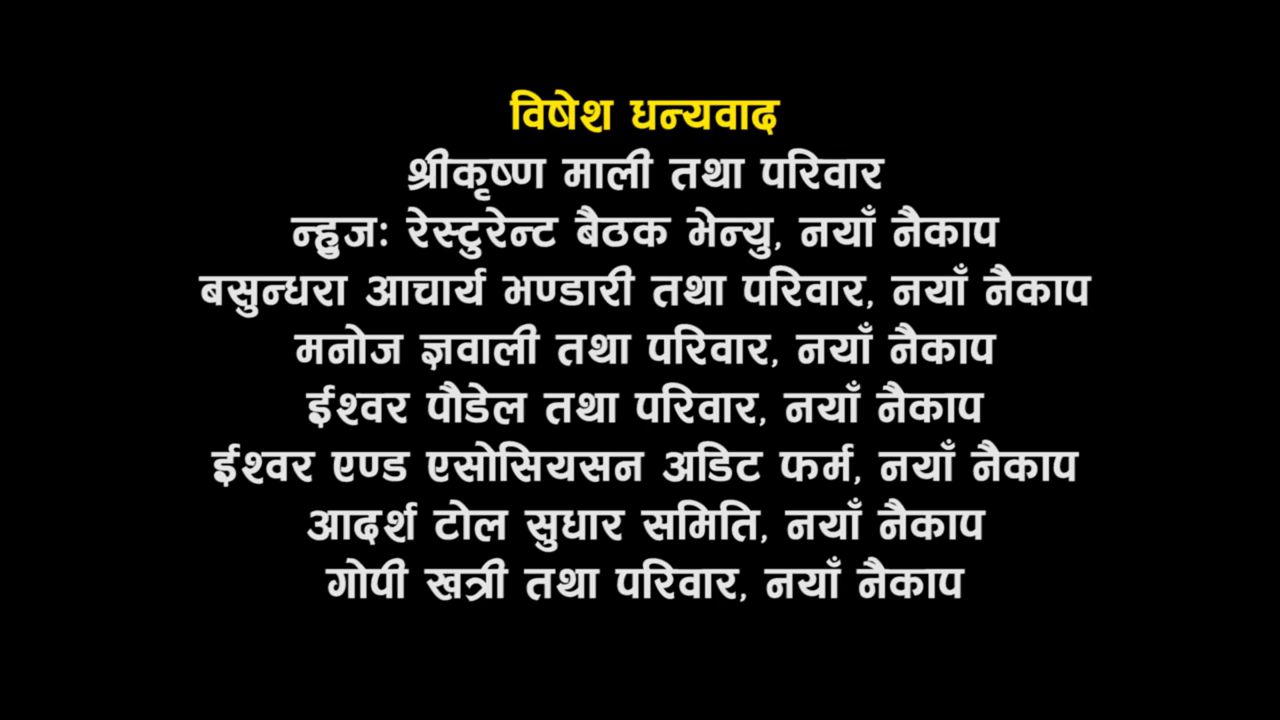 विषेश धन्यवाद
श्रीकृष्ण माली तथा परिवार
न्हुजः रेस्टुरेन्ट बैठक भेन्यु, नयाँ नैकाप
बसुन्धरा आचार्य भण्डारी तथा परिवार, नयाँ नैकाप
मनोज ज्ञवाली तथा परिवार, नयाँ नैकाप
ईश्वर पौडेल तथा परिवार, नयाँ नैकाप
ईश्वर एण्ड एसोसियसन अडिट फर्म, नयाँ नैकाप
आदर्श टोल सुधार समिति, नयाँ नैकाप
गोपी खत्री तथा परिवार, नयाँ नैकाप